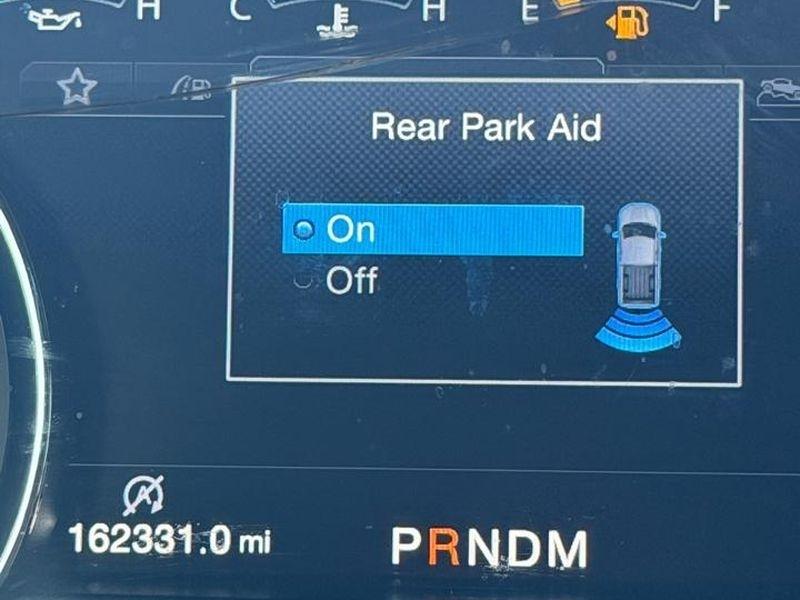 H C H E F
Rear Park Aid
On
Off
162331.0 mi
PRNDM